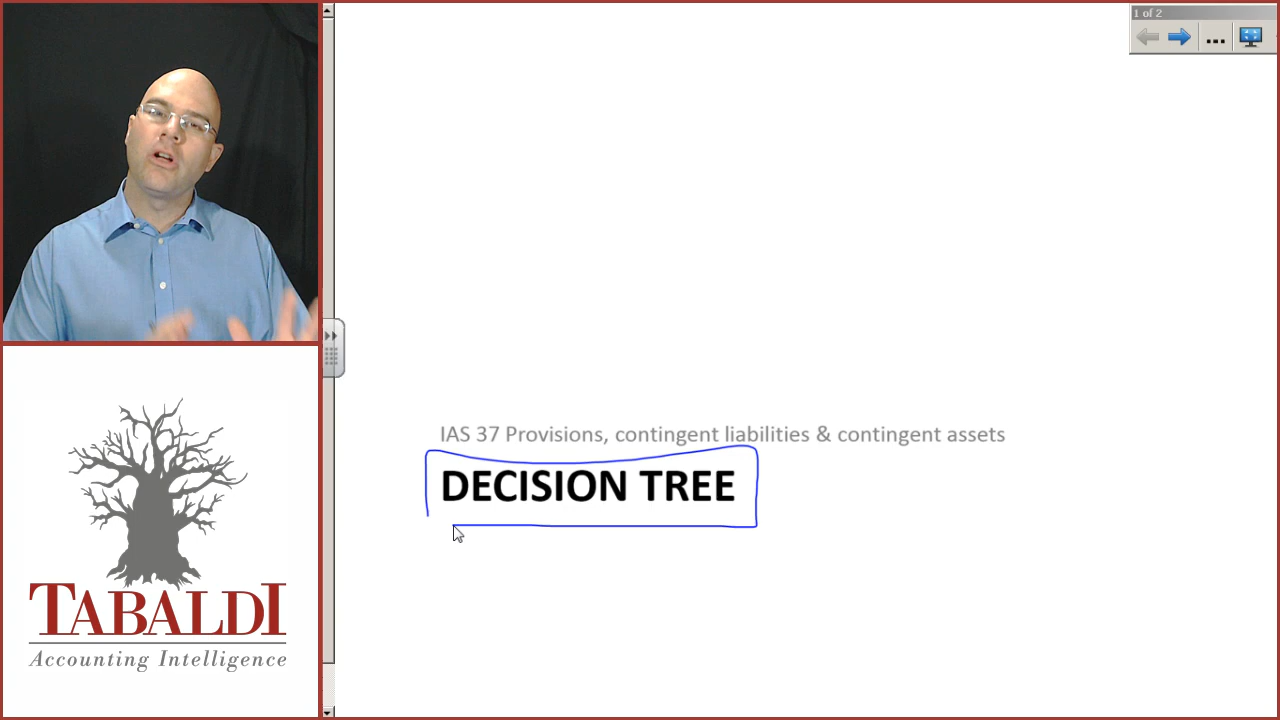 1 of 2
IAS 37 Provisions, contingent liabilities & contingent assets
DECISION TREE
TABALDI
Accounting Intelligence